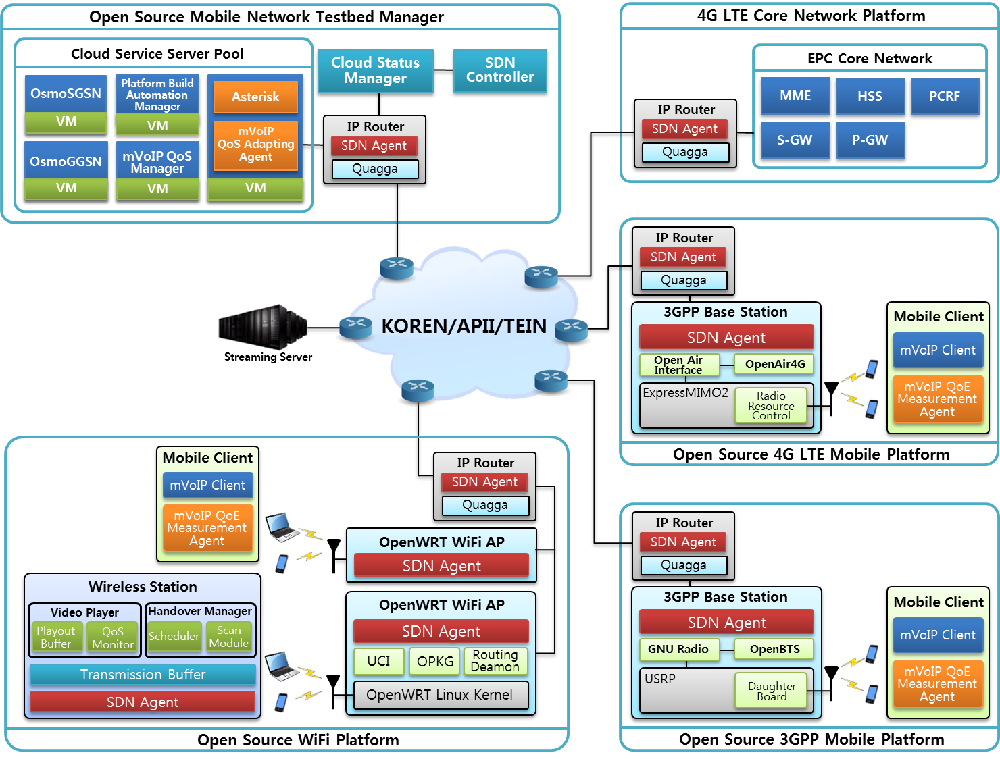 Open Source Mobile Network Testbed Manager
Cloud Service Server Pool
OsmoSGSN
VM
Platform Build
Automation
Manager
VM
Asterisk
mVoIP
QoS Adapting
Agent
VM
OsmoGGSN
VM
mVoIP QoS
Manager
VM
Cloud Status
Manager
SDN
Controller
IP Router
SDN Agent
Quagga
4G LTE Core Network Platform
IP Router
SDN Agent
Quagga
EPC Core Network
MME
HSS
PCRF
S-GW
P-GW
KOREN/APII/TEIN
Streaming Server
IP Router
SDN Agent
Quagga
3GPP Base Station
SDN Agent
Open Air
Interface
OpenAir4G
ExpressMIMO2
Radio
Resource
Control
Mobile Client
mVoIP Client
mVoIP QoE
Measurement
Agent
Open Source 4G LTE Mobile Platform
Mobile Client
mVoIP Client
mVoIP QoE
Measurement
Agent
IP Router
SDN Agent
Quagga
OpenWRT WiFi AP
SDN Agent
Wireless Station
Video Player
Playout
Buffer
QoS
Monitor
Handover Manager
Scheduler
Scan
Module
Transmission Buffer
SDN Agent
OpenWRT WiFi AP
SDN Agent
UCI
OPKG
Routing
Deamon
OpenWRT Linux Kernel
Open Source WiFi Platform
IP Router
SDN Agent
Quagga
3GPP Base Station
SDN Agent
GNU Radio
OpenBTS
USRP
Daughter
Board
Mobile Client
mVoIP Client
mVoIP QoE
Measurement
Agent
Open Source 3GPP Mobile Platform